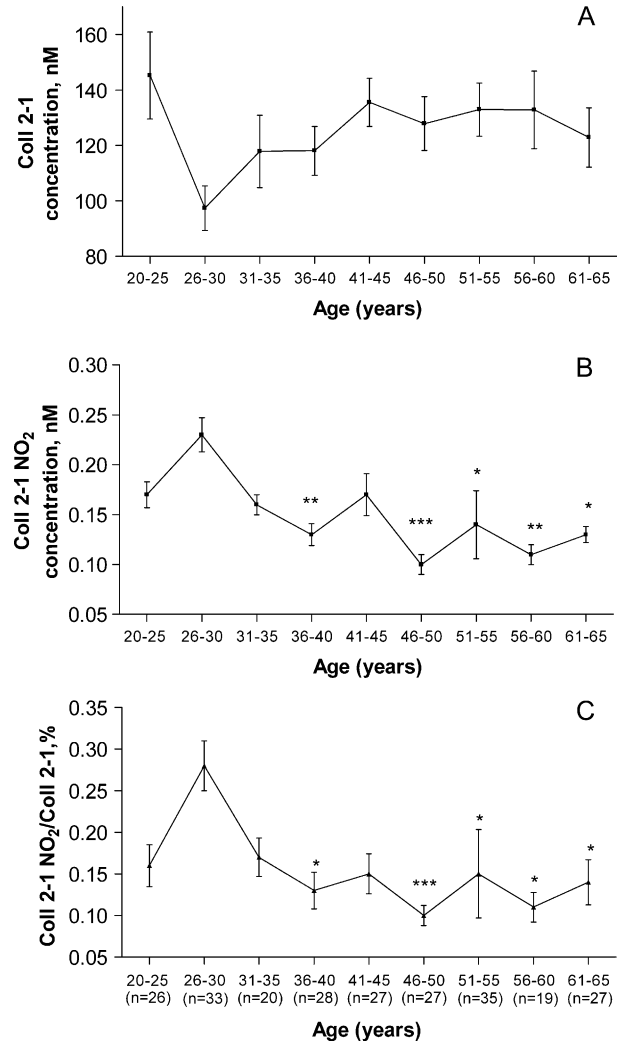 A
160
140
120
100
80
Coll 2-1
concentration, nM
20-25 26-30 31-35 36-40 41-45 46-50 51-55 56-60 61-65
Age (years)
B
0.30
0.25
0.20
0.15
0.10
0.05
Coll 2-1 NO₂
concentration, nM
** *** * ** *
20-25 26-30 31-35 36-40 41-45 46-50 51-55 56-60 61-65
Age (years)
C
0.35
0.30
0.25
0.20
0.15
0.10
0.05
Coll 2-1 NO₂/Coll 2-1,%
* *** * * *
20-25 26-30 31-35 36-40 41-45 46-50 51-55 56-60 61-65
(n=26) (n=33) (n=20) (n=28) (n=27) (n=27) (n=35) (n=19) (n=27)
Age (years)